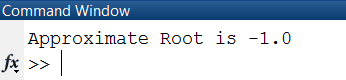 Command Window
Approximate Root is -1.0
fx >>